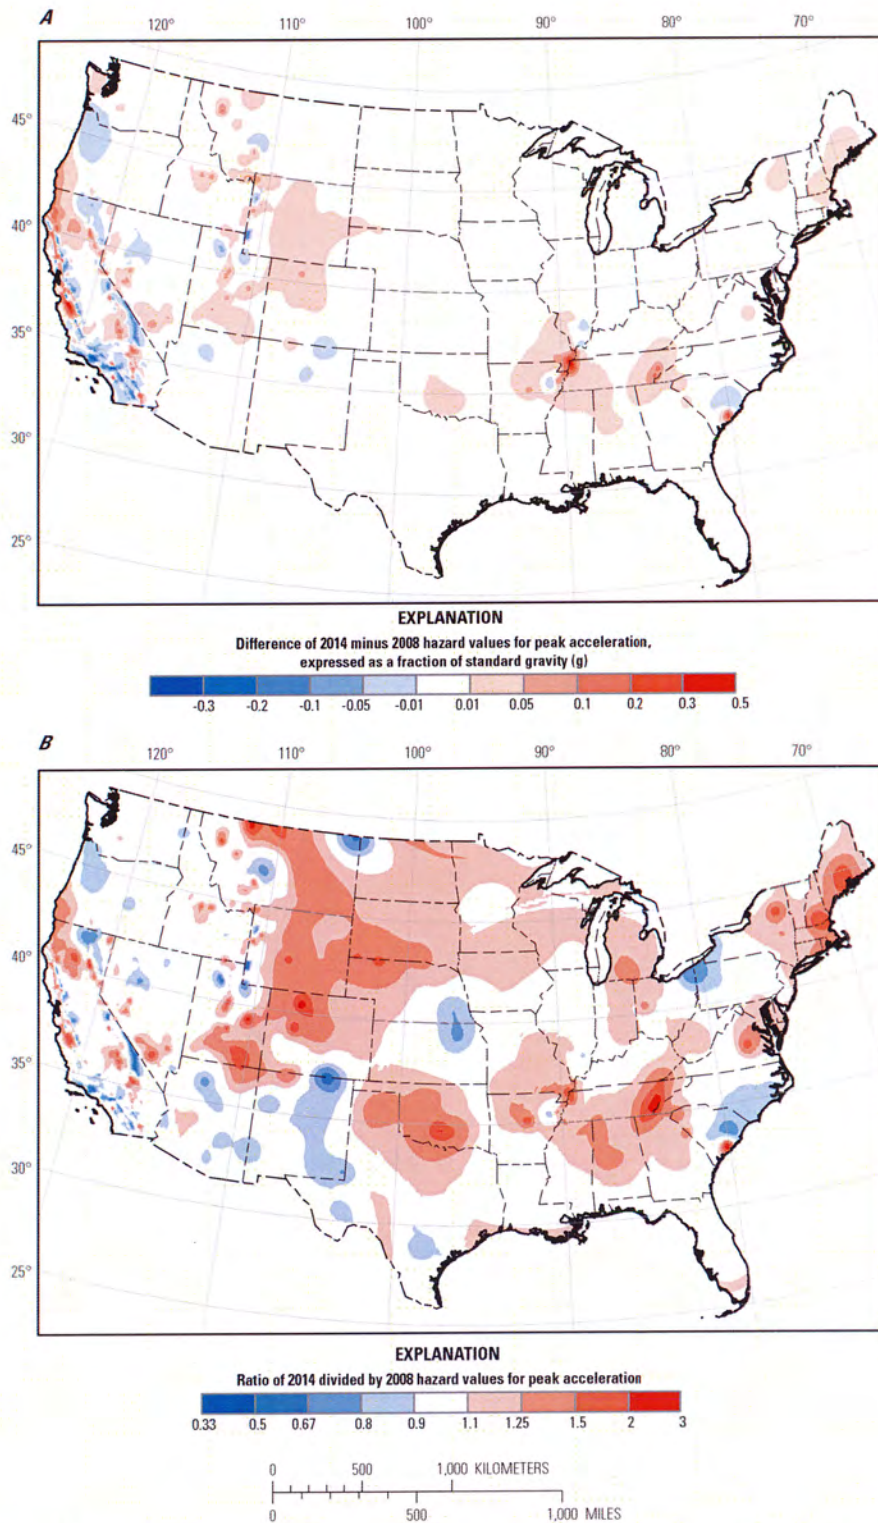 A
120° 110° 100° 90° 80° 70°
45°
40°
35°
30°
25°
EXPLANATION
Difference of 2014 minus 2008 hazard values for peak acceleration,
expressed as a fraction of standard gravity (g)
-0.3 -0.2 -0.1 -0.05 -0.01 0.01 0.05 0.1 0.2 0.3 0.5
B
120° 110° 100° 90° 80° 70°
45°
40°
35°
30°
25°
EXPLANATION
Ratio of 2014 divided by 2008 hazard values for peak acceleration
0.33 0.5 0.67 0.8 0.9 1.1 1.25 1.5 2 3
0 500 1,000 KILOMETERS
0 500 1,000 MILES